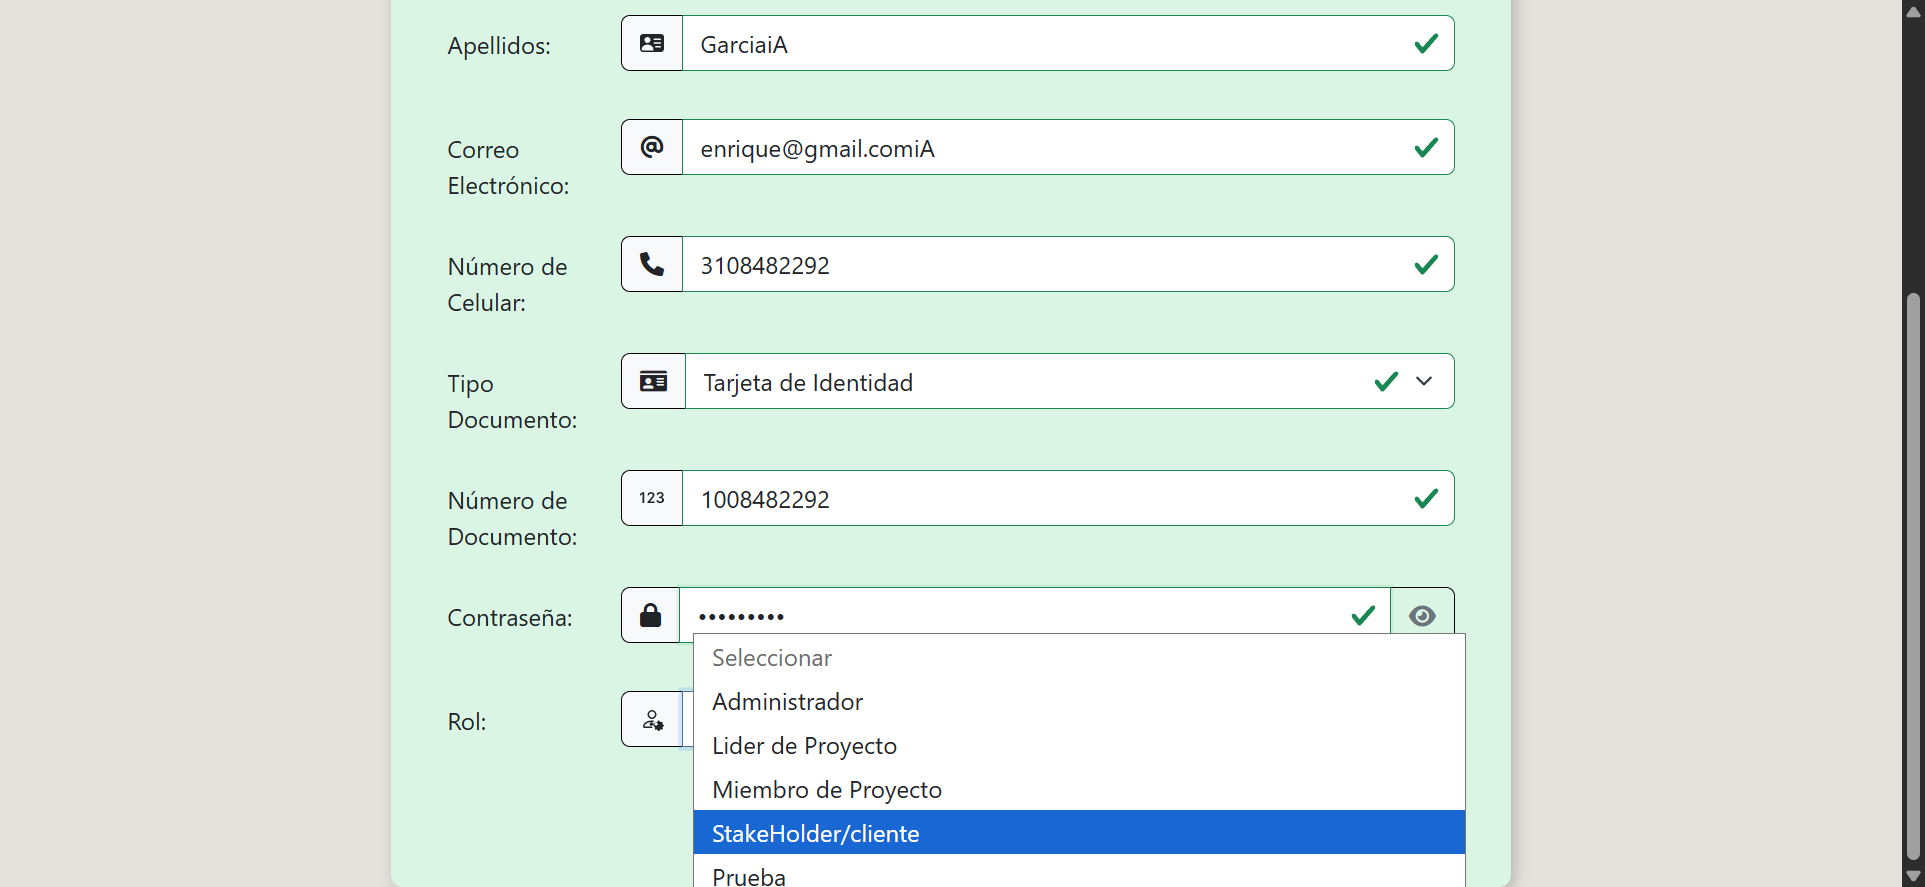 Apellidos:
GarciaiA
Correo
Electrónico:
enrique@gmail.comiA
Número de
Celular:
3108482292
Tipo
Documento:
Tarjeta de Identidad
Número de
Documento:
123
1008482292
Contraseña:
•••••••••
Rol:
Seleccionar
Administrador
Lider de Proyecto
Miembro de Proyecto
StakeHolder/cliente
Prueba